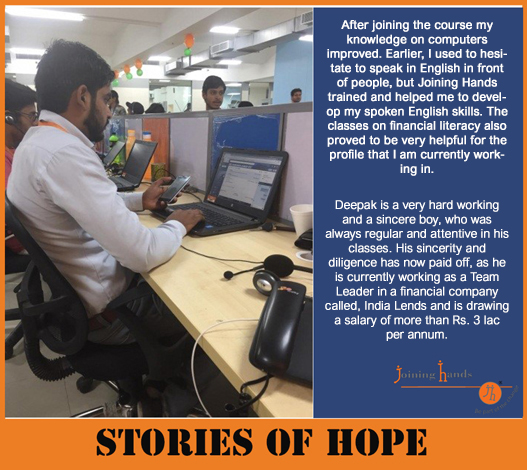 After joining the course my
knowledge on computers
improved. Earlier, I used to hesi-
tate to speak in English in front
of people, but Joining Hands
trained and helped me to devel-
op my spoken English skills. The
classes on financial literacy also
proved to be very helpful for the
profile that I am currently work-
ing in.
Deepak is a very hard working
and a sincere boy, who was
always regular and attentive in his
classes. His sincerity and
diligence has now paid off, as he
is currently working as a Team
Leader in a financial company
called, India Lends and is drawing
a salary of more than Rs. 3 lac
per annum.
Joining hands
STORIES OF HOPE